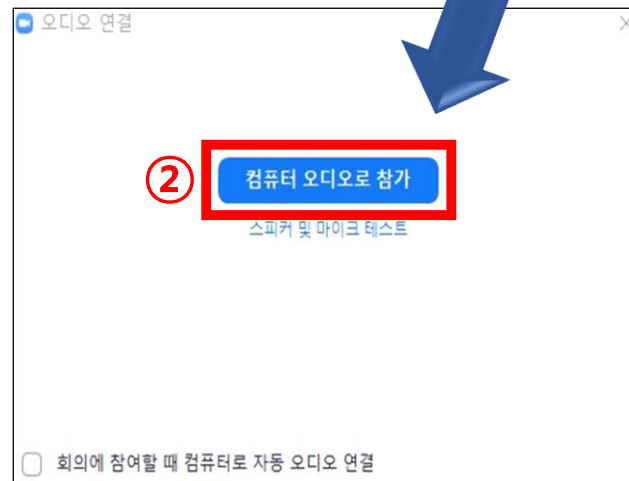 오디오 연결
② 컴퓨터 오디오로 참가
스피커 및 마이크 테스트
회의에 참여할 때 컴퓨터로 자동 오디오 연결